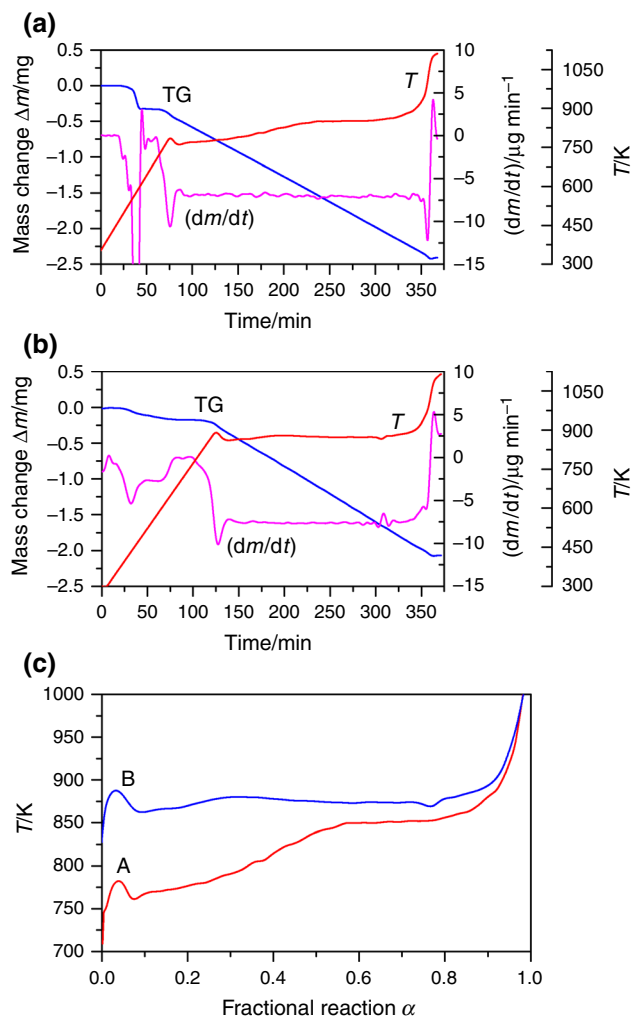 (a)
0.5
0.0
−0.5
−1.0
−1.5
−2.0
−2.5
Mass change Δm/mg
TG
T
(dm/dt)
10
5
0
−5
−10
−15
(dm/dt)/μg min−1
1050
900
750
600
450
300
T/K
0 50 100 150 200 250 300 350
Time/min
(b)
0.5
0.0
−0.5
−1.0
−1.5
−2.0
−2.5
Mass change Δm/mg
TG
T
(dm/dt)
10
5
0
−5
−10
−15
(dm/dt)/μg min−1
1050
900
750
600
450
300
T/K
0 50 100 150 200 250 300 350
Time/min
(c)
1000
950
900
850
800
750
700
T/K
B
A
0.0 0.2 0.4 0.6 0.8 1.0
Fractional reaction α